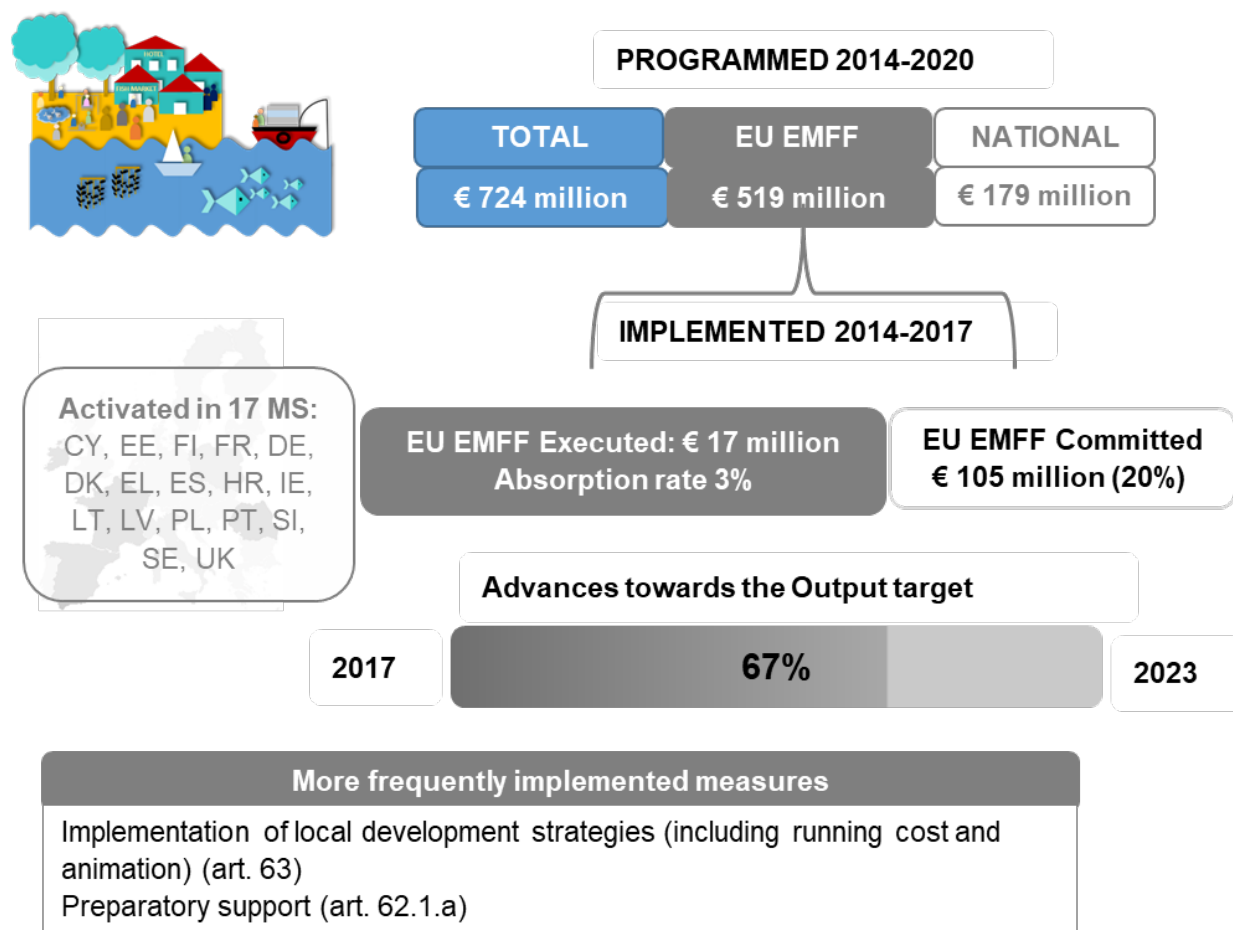 HOTEL
FISH MARKET
PROGRAMMED 2014-2020
TOTAL
EU EMFF
NATIONAL
€ 724 million
€ 519 million
€ 179 million
IMPLEMENTED 2014-2017
Activated in 17 MS:
CY, EE, FI, FR, DE,
DK, EL, ES, HR, IE,
LT, LV, PL, PT, SI,
SE, UK
EU EMFF Executed: € 17 million
Absorption rate 3%
EU EMFF Committed
€ 105 million (20%)
Advances towards the Output target
2017
67%
2023
More frequently implemented measures
Implementation of local development strategies (including running cost and
animation) (art. 63)
Preparatory support (art. 62.1.a)